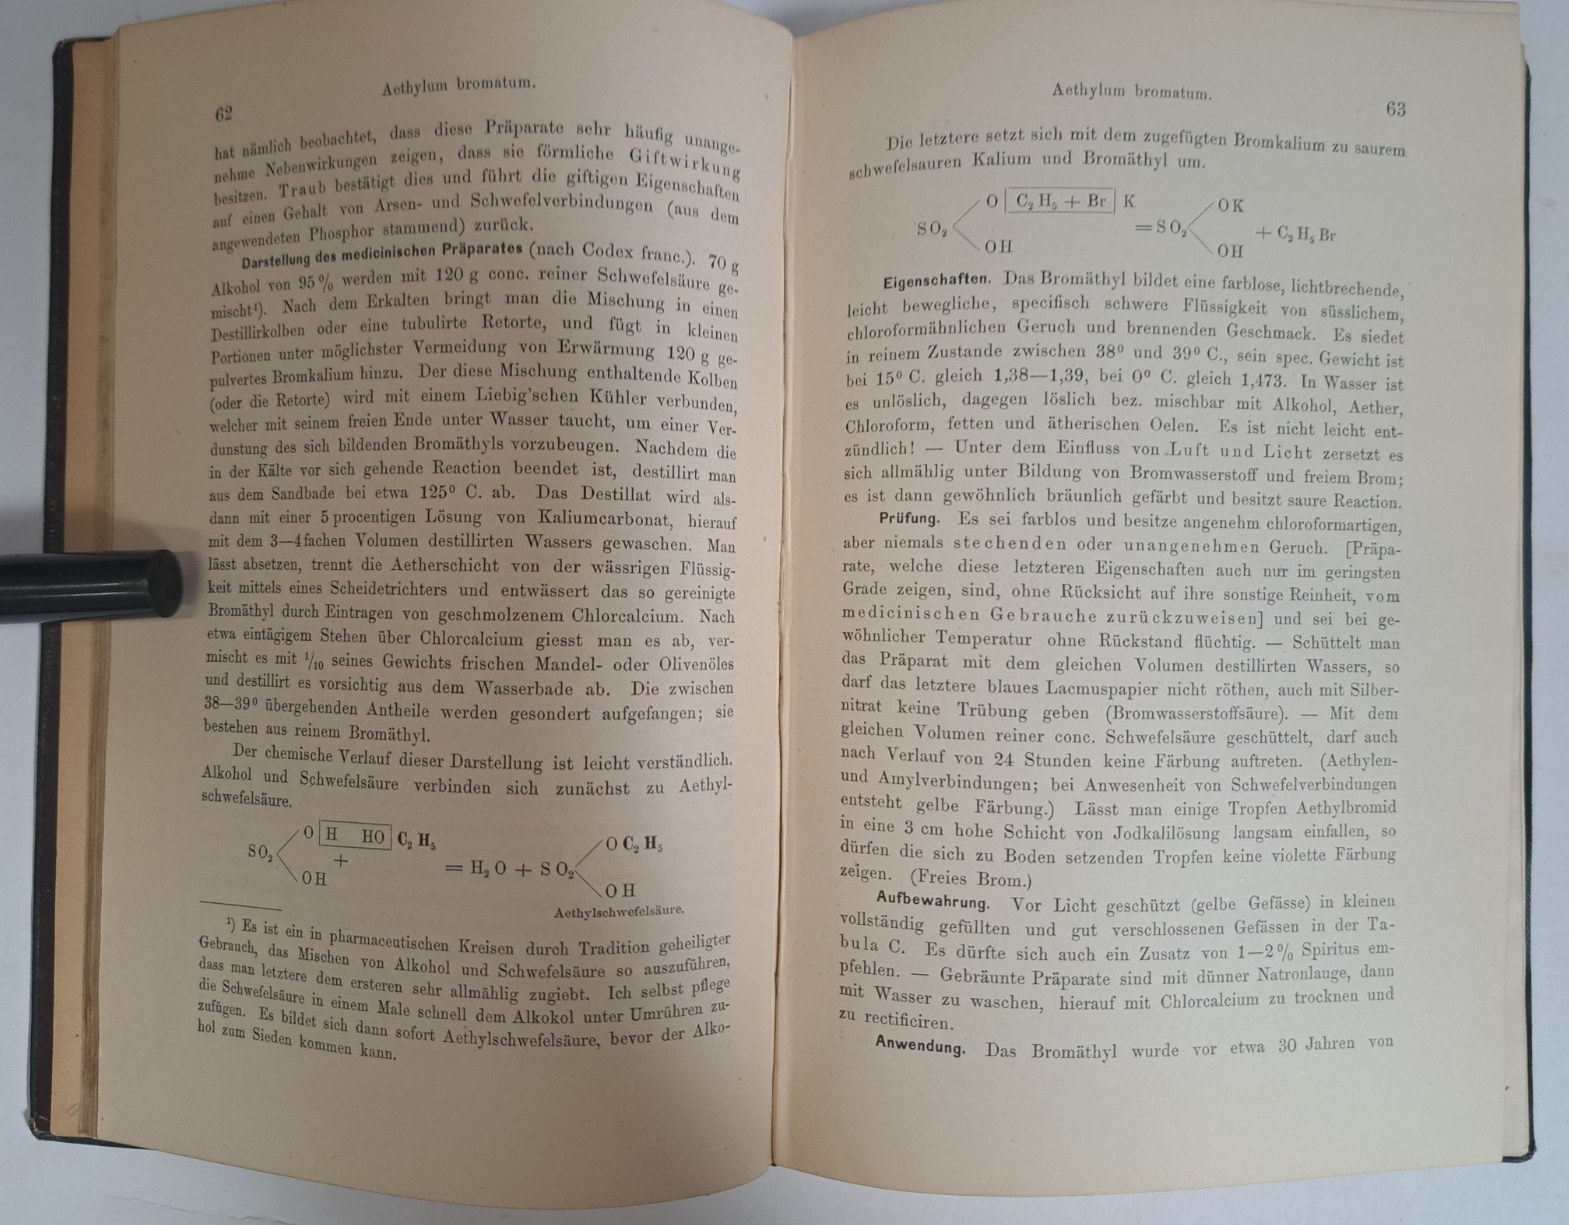 Aethylum bromatum.
62
hat nämlich beobachtet, dass diese Präparate sehr häufig unange-
nehme Nebenwirkungen zeigen, dass sie förmliche Giftwirkung
besitzen. Traub bestätigt dies und führt die giftigen Eigenschaften
auf einen Gehalt von Arsen- und Schwefelverbindungen (aus dem
angewendeten Phosphor stammend) zurück.
Darstellung des medicinischen Präparates (nach Codex franc.). 70 g
Alkohol von 95 % werden mit 120 g conc. reiner Schwefelsäure ge-
mischt¹). Nach dem Erkalten bringt man die Mischung in einen
Destillirkolben oder eine tubulirte Retorte, und fügt in kleinen
Portionen unter möglichster Vermeidung von Erwärmung 120 g ge-
pulvertes Bromkalium hinzu. Der diese Mischung enthaltende Kolben
(oder die Retorte) wird mit einem Liebig'schen Kühler verbunden,
welcher mit seinem freien Ende unter Wasser taucht, um einer Ver-
dunstung des sich bildenden Bromäthyls vorzubeugen. Nachdem die
in der Kälte vor sich gehende Reaction beendet ist, destillirt man
aus dem Sandbade bei etwa 125° C. ab. Das Destillat wird als-
dann mit einer 5 procentigen Lösung von Kaliumcarbonat, hierauf
mit dem 3—4fachen Volumen destillirten Wassers gewaschen. Man
lässt absetzen, trennt die Aetherschicht von der wässrigen Flüssig-
keit mittels eines Scheidetrichters und entwässert das so gereinigte
Bromäthyl durch Eintragen von geschmolzenem Chlorcalcium. Nach
etwa eintägigem Stehen über Chlorcalcium giesst man es ab, ver-
mischt es mit 1/10 seines Gewichts frischen Mandel- oder Olivenöles
und destillirt es vorsichtig aus dem Wasserbade ab. Die zwischen
38—39° übergehenden Antheile werden gesondert aufgefangen; sie
bestehen aus reinem Bromäthyl.
Der chemische Verlauf dieser Darstellung ist leicht verständlich.
Alkohol und Schwefelsäure verbinden sich zunächst zu Aethyl-
schwefelsäure.
O H HO C₂ H₅ O C₂ H₅
SO₂ + = H₂ O + S O₂
OH O H
Aethylschwefelsäure.
¹) Es ist ein in pharmaceutischen Kreisen durch Tradition geheiligter
Gebrauch, das Mischen von Alkohol und Schwefelsäure so auszuführen,
dass man letztere dem ersteren sehr allmählig zugiebt. Ich selbst pflege
die Schwefelsäure in einem Male schnell dem Alkokol unter Umrühren zu-
zufügen. Es bildet sich dann sofort Aethylschwefelsäure, bevor der Alko-
hol zum Sieden kommen kann.
Aethylum bromatum.
63
Die letztere setzt sich mit dem zugefügten Bromkalium zu saurem
schwefelsauren Kalium und Bromäthyl um.
O C₂ H₅ + Br K OK
SO₂ = S O₂ + C₂ H₅ Br
OH OH
Eigenschaften. Das Bromäthyl bildet eine farblose, lichtbrechende,
leicht bewegliche, specifisch schwere Flüssigkeit von süsslichem,
chloroformähnlichen Geruch und brennenden Geschmack. Es siedet
in reinem Zustande zwischen 38° und 39° C., sein spec. Gewicht ist
bei 15° C. gleich 1,38—1,39, bei 0° C. gleich 1,473. In Wasser ist
es unlöslich, dagegen löslich bez. mischbar mit Alkohol, Aether,
Chloroform, fetten und ätherischen Oelen. Es ist nicht leicht ent-
zündlich! — Unter dem Einfluss von Luft und Licht zersetzt es
sich allmählig unter Bildung von Bromwasserstoff und freiem Brom;
es ist dann gewöhnlich bräunlich gefärbt und besitzt saure Reaction.
Prüfung. Es sei farblos und besitze angenehm chloroformartigen,
aber niemals stechenden oder unangenehmen Geruch. [Präpa-
rate, welche diese letzteren Eigenschaften auch nur im geringsten
Grade zeigen, sind, ohne Rücksicht auf ihre sonstige Reinheit, vom
medicinischen Gebrauche zurückzuweisen] und sei bei ge-
wöhnlicher Temperatur ohne Rückstand flüchtig. — Schüttelt man
das Präparat mit dem gleichen Volumen destillirten Wassers, so
darf das letztere blaues Lacmuspapier nicht röthen, auch mit Silber-
nitrat keine Trübung geben (Bromwasserstoffsäure). — Mit dem
gleichen Volumen reiner conc. Schwefelsäure geschüttelt, darf auch
nach Verlauf von 24 Stunden keine Färbung auftreten. (Aethylen-
und Amylverbindungen; bei Anwesenheit von Schwefelverbindungen
entsteht gelbe Färbung.) Lässt man einige Tropfen Aethylbromid
in eine 3 cm hohe Schicht von Jodkalilösung langsam einfallen, so
dürfen die sich zu Boden setzenden Tropfen keine violette Färbung
zeigen. (Freies Brom.)
Aufbewahrung. Vor Licht geschützt (gelbe Gefässe) in kleinen
vollständig gefüllten und gut verschlossenen Gefässen in der Ta-
bula C. Es dürfte sich auch ein Zusatz von 1—2% Spiritus em-
pfehlen. — Gebräunte Präparate sind mit dünner Natronlauge, dann
mit Wasser zu waschen, hierauf mit Chlorcalcium zu trocknen und
zu rectificiren.
Anwendung. Das Bromäthyl wurde vor etwa 30 Jahren von